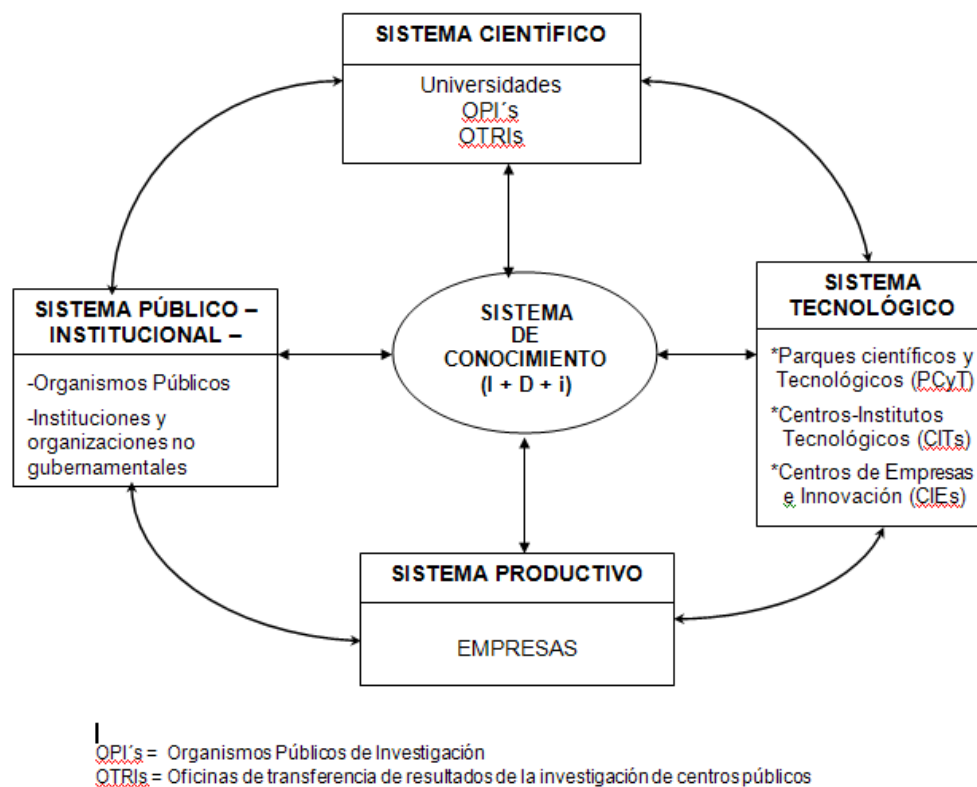 SISTEMA CIENTÍFICO
Universidades
OPI´s
OTRIs
SISTEMA PÚBLICO –
INSTITUCIONAL –
-Organismos Públicos
-Instituciones y
organizaciones no
gubernamentales
SISTEMA
DE
CONOCIMIENTO
(I + D + i)
SISTEMA
TECNOLÓGICO
*Parques científicos y
Tecnológicos (PCyT)
*Centros-Institutos
Tecnológicos (CITs)
*Centros de Empresas
e Innovación (CIEs)
SISTEMA PRODUCTIVO
EMPRESAS
OPI´s = Organismos Públicos de Investigación
OTRIs = Oficinas de transferencia de resultados de la investigación de centros públicos